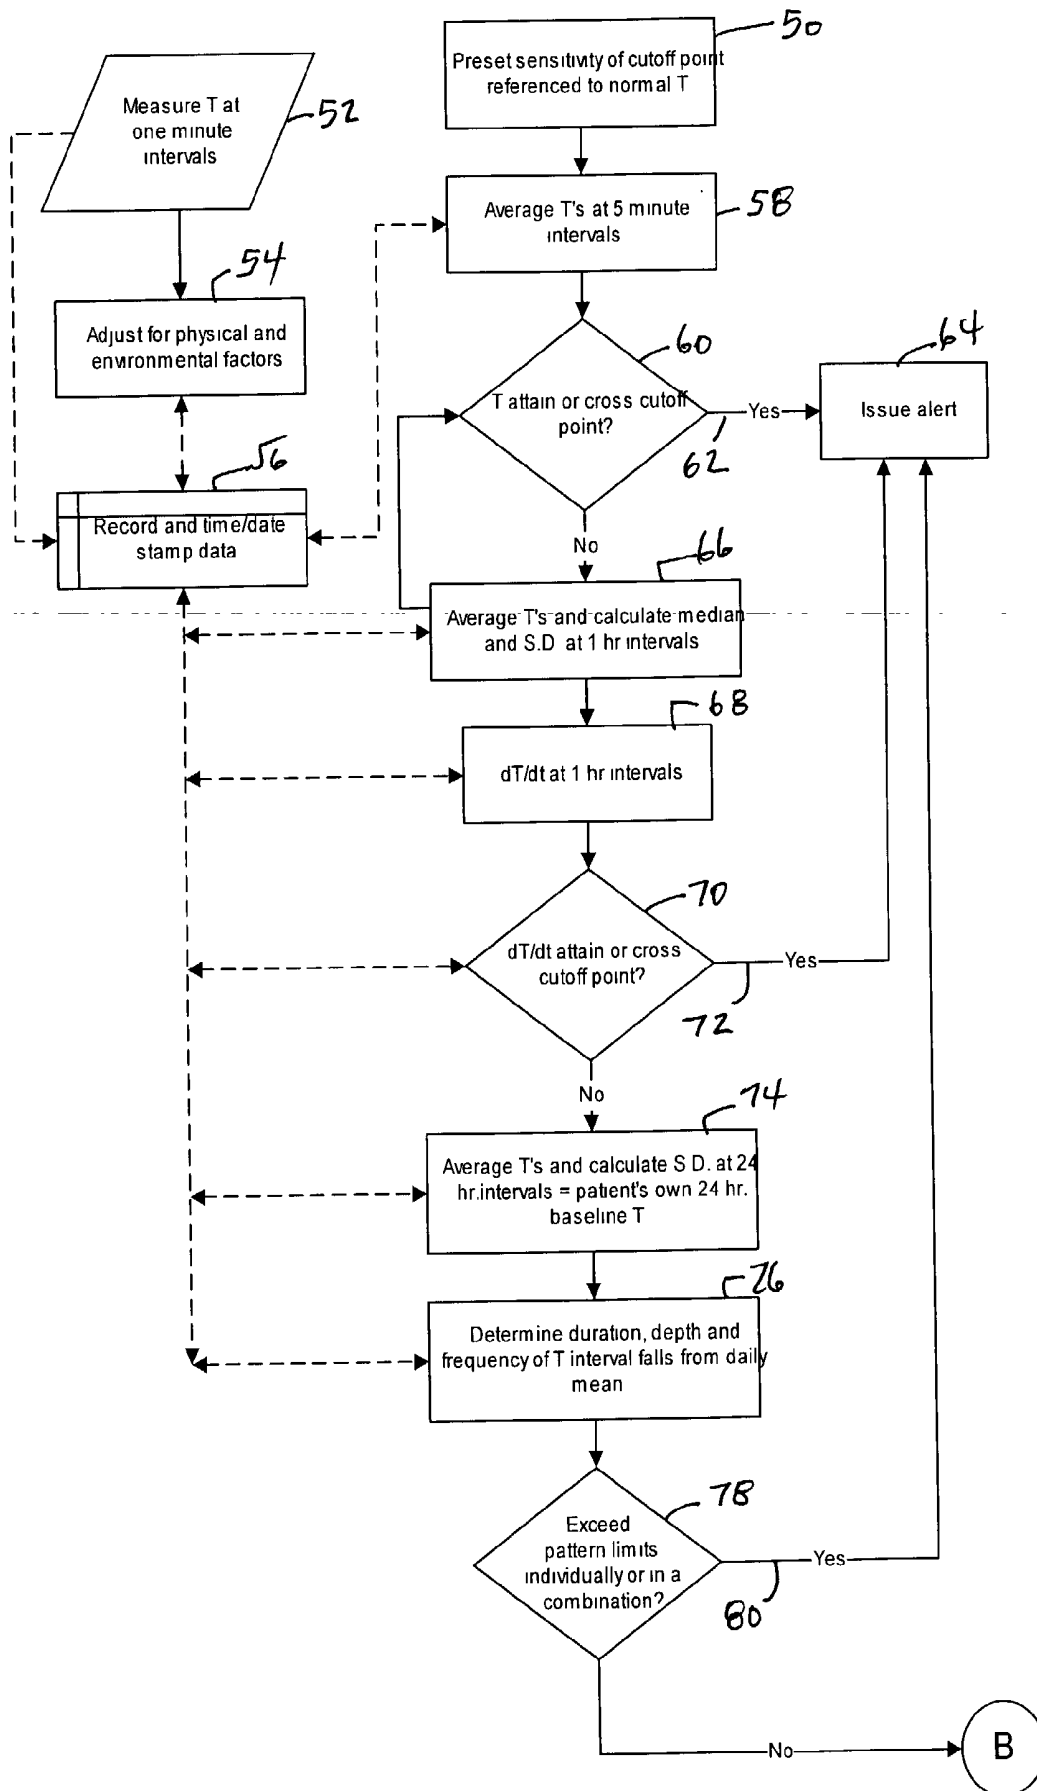 50
Preset sensitivity of cutoff point
referenced to normal T
Measure T at
one minute
intervals
52
Average T's at 5 minute
intervals
58
54
Adjust for physical and
environmental factors
60
T attain or cross cutoff
point?
Yes
62
64
Issue alert
56
Record and time/date
stamp data
No
66
Average T's and calculate median
and S.D at 1 hr intervals
68
dT/dt at 1 hr intervals
70
dT/dt attain or cross
cutoff point?
Yes
72
No
74
Average T's and calculate S D. at 24
hr.intervals = patient's own 24 hr.
baseline T
76
Determine duration, depth and
frequency of T interval falls from daily
mean
78
Exceed
pattern limits
individually or in a
combination?
Yes
80
No
B